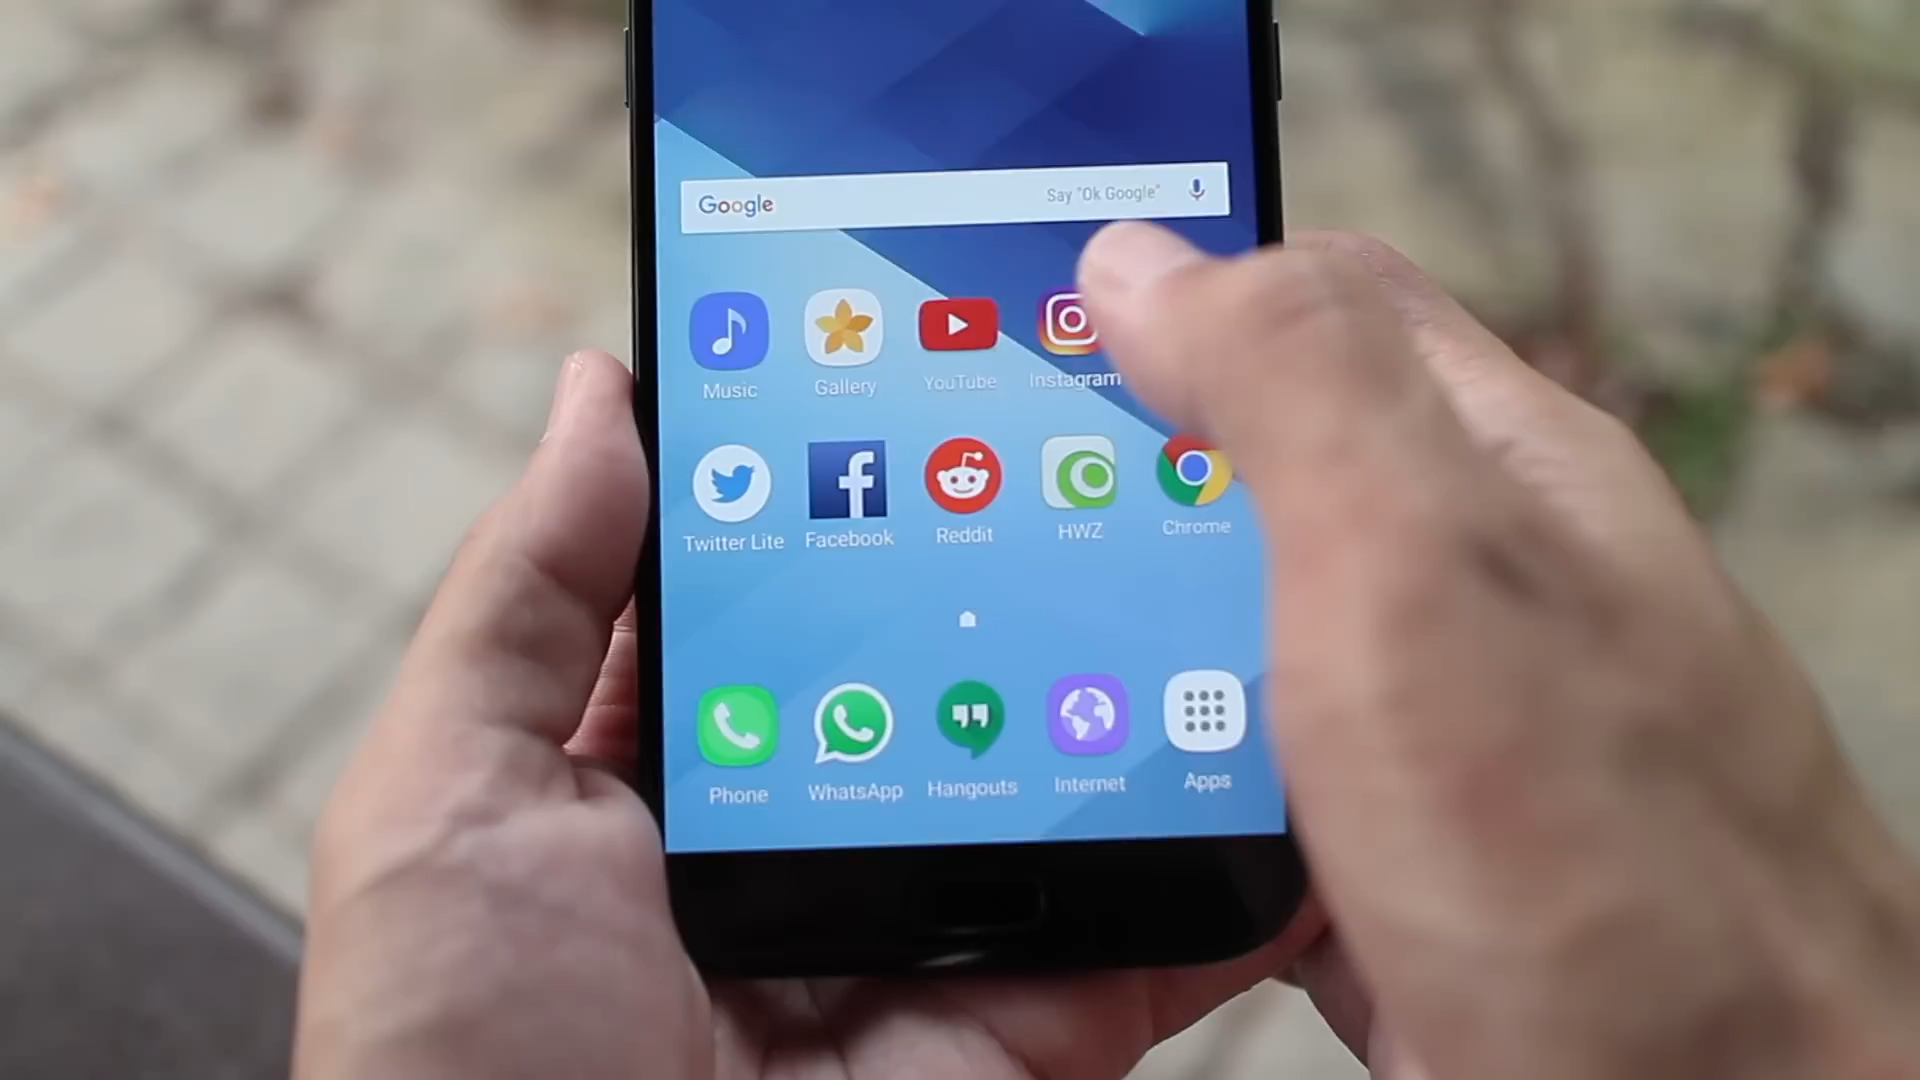 Google Say "Ok Google"
Music Gallery YouTube Instagram
Twitter Lite Facebook Reddit HWZ Chrome
Phone WhatsApp Hangouts Internet Apps